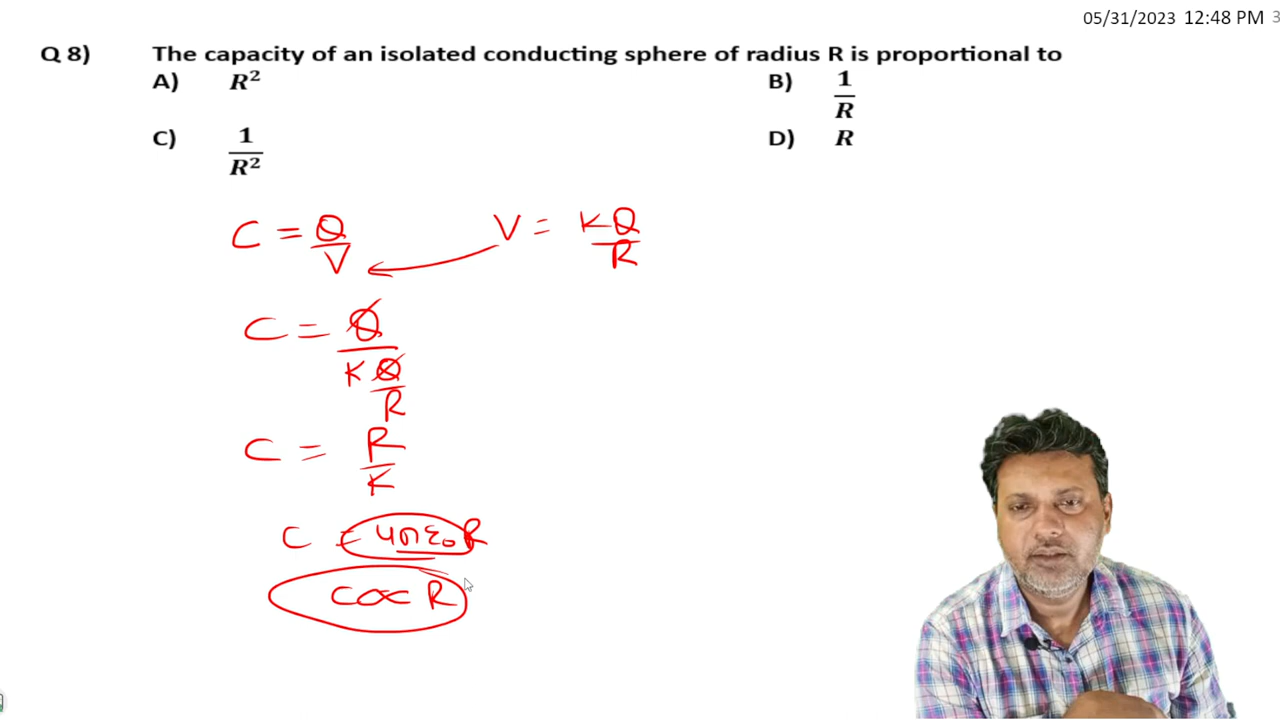 05/31/2023 12:48 PM 3
Q 8) The capacity of an isolated conducting sphere of radius R is proportional to
A) R² B) 1/R
C) 1/R² D) R
C = Q/V V = KQ/R
C = Q/(KQ/R)
C = R/K
C = 4πε₀R
C ∝ R